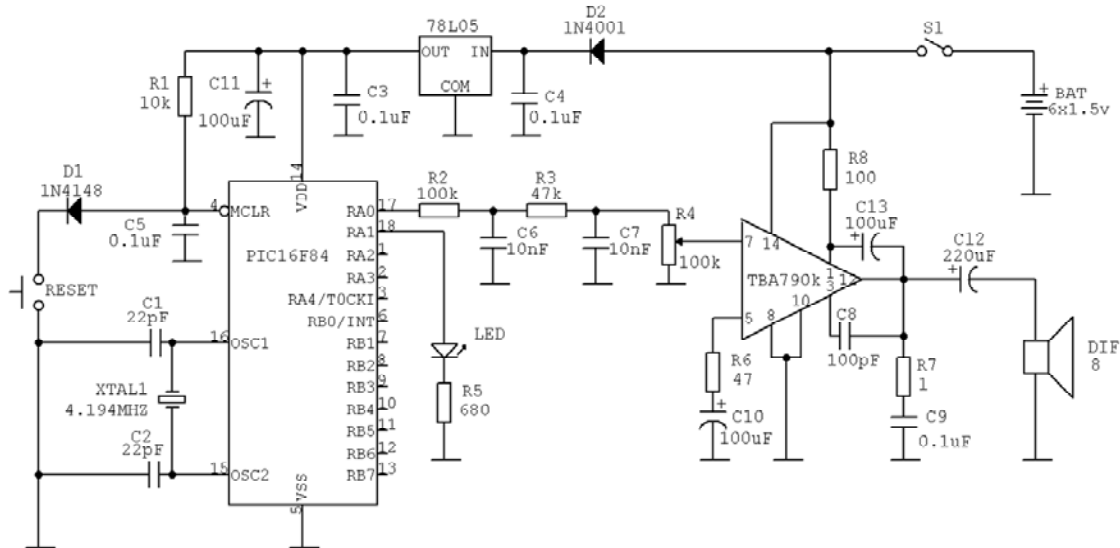 D2
1N4001
78L05
OUT
IN
COM
S1
BAT
6x1.5v
R1
10k
C11
+
100uF
C3
0.1uF
C4
0.1uF
D1
1N4148
C5
0.1uF
RESET
C1
22pF
XTAL1
4.194MHZ
C2
22pF
4
MCLR
14
VDD
PIC16F84
16
OSC1
15
OSC2
5
VSS
17
RA0
18
RA1
1
RA2
2
RA3
3
RA4/T0CKI
6
RB0/INT
7
RB1
8
RB2
9
RB3
10
RB4
11
RB5
12
RB6
13
RB7
R2
100k
R3
47k
C6
10nF
C7
10nF
R4
100k
LED
R5
680
7
14
TBA790k
1
3
12
10
8
5
R8
100
C13
100uF
+
C8
100pF
R6
47
+
C10
100uF
R7
1
C9
0.1uF
C12
220uF
+
DIF
8
+